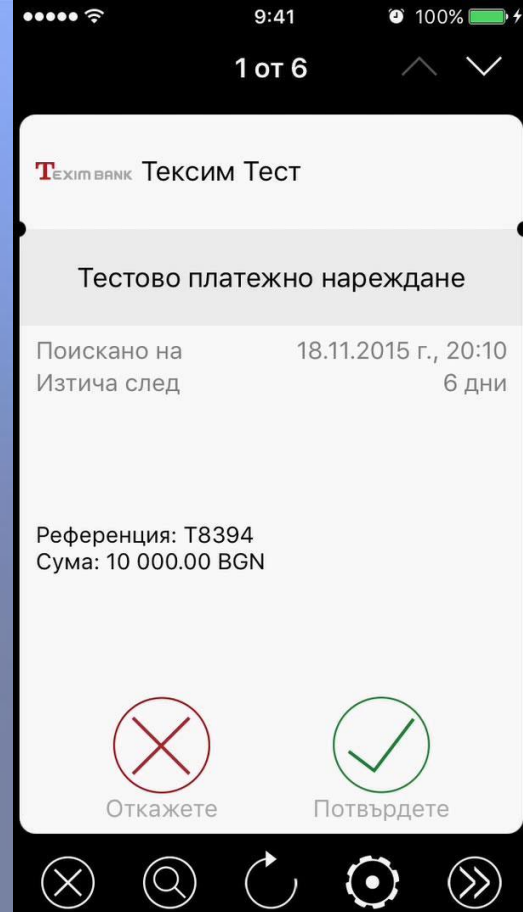 9:41
100%
1 от 6
TEXIM BANK Тексим Тест
Тестово платежно нареждане
Поискано на 18.11.2015 г., 20:10
Изтича след 6 дни
Референция: T8394
Сума: 10 000.00 BGN
Откажете Потвърдете